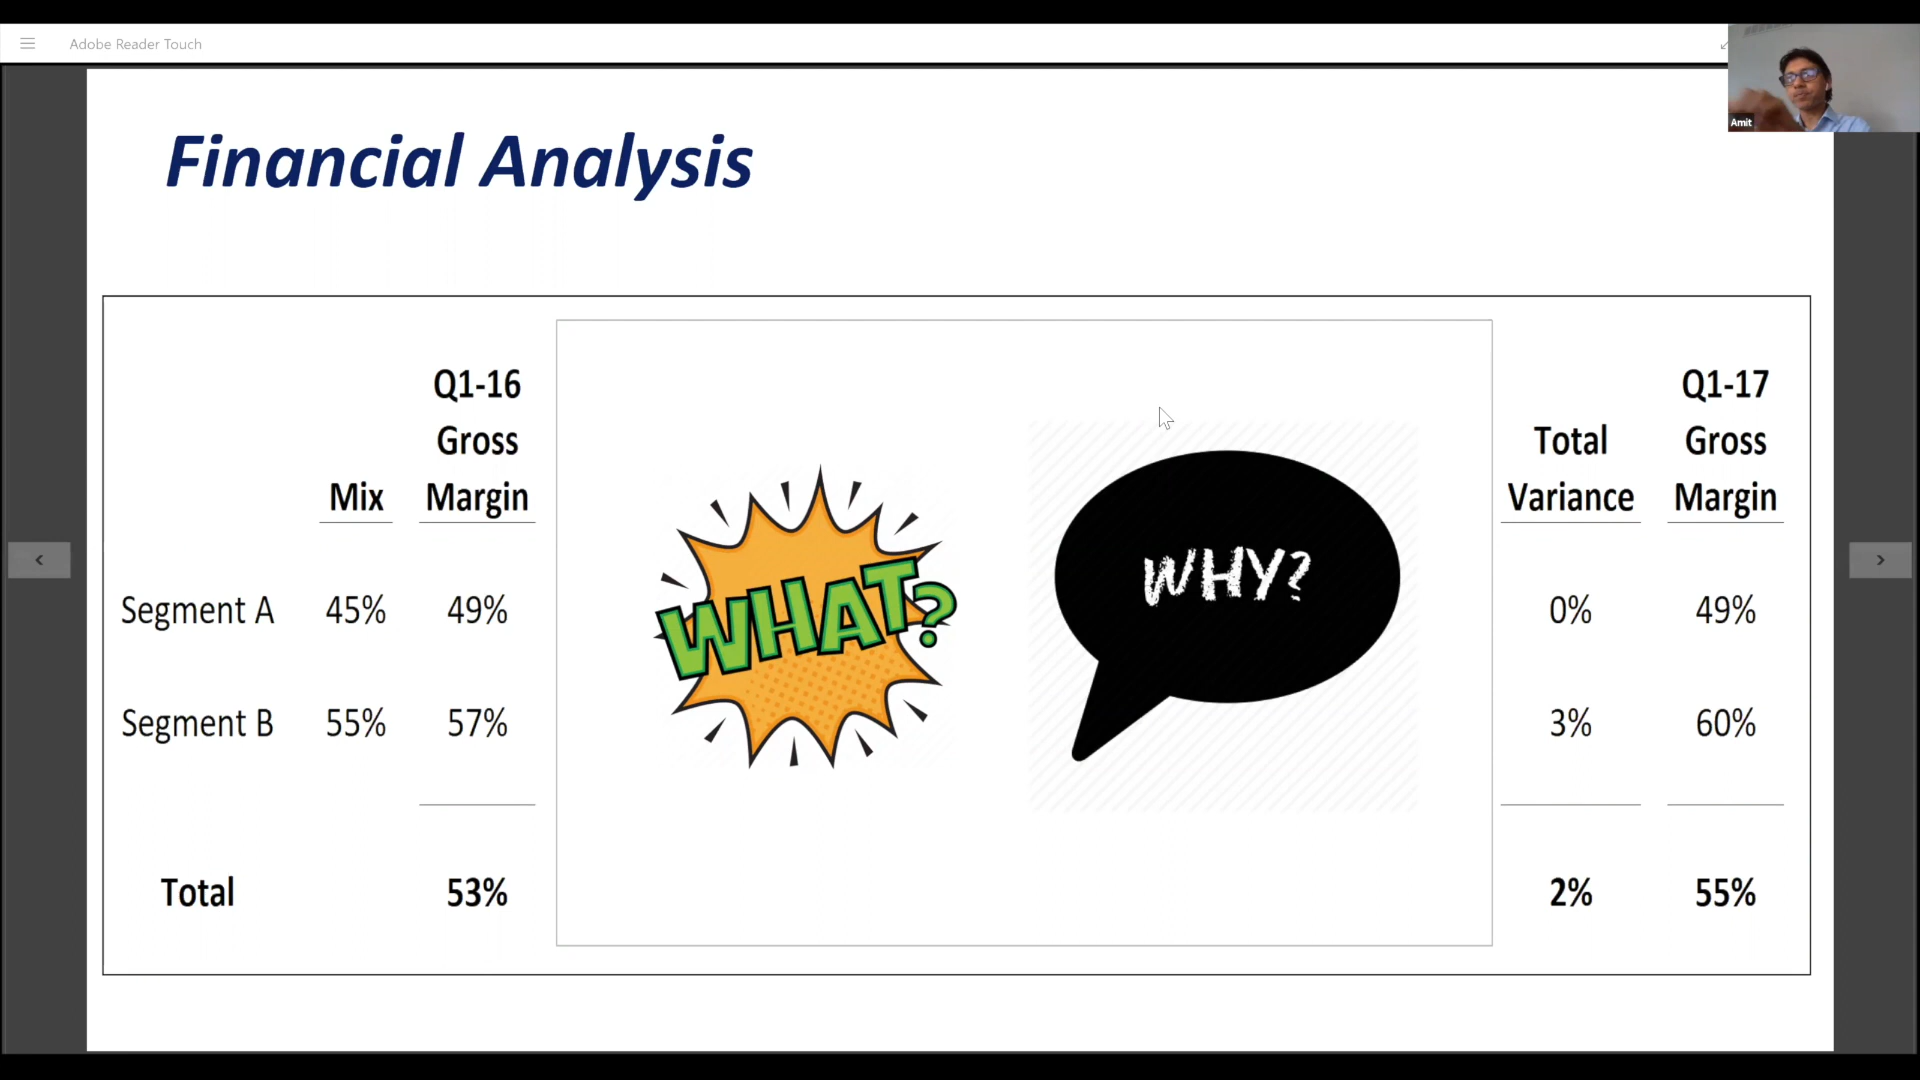 Adobe Reader Touch
Amit
Financial Analysis
Q1-16
Gross
Mix Margin
Total
Variance
Q1-17
Gross
Margin
WHAT?
WHY?
Segment A 45% 49% 0% 49%
Segment B 55% 57% 3% 60%
Total 53% 2% 55%